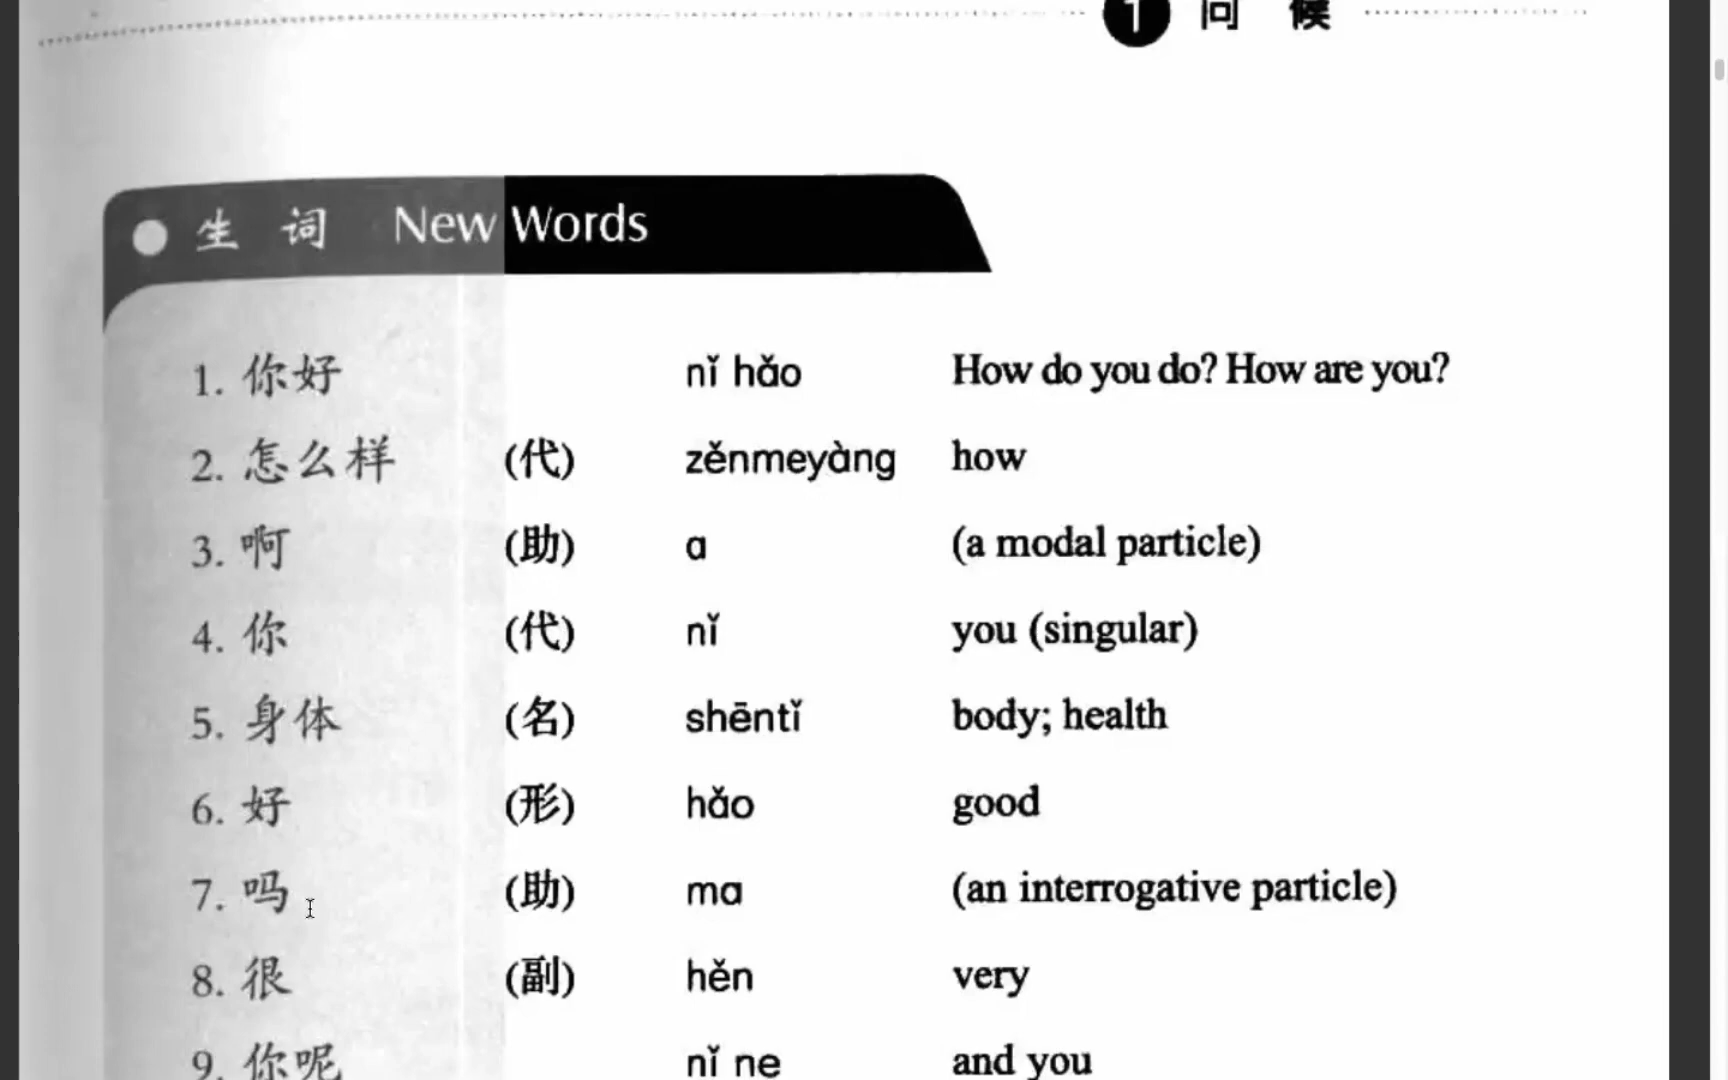 1 问 候
生 词 New Words
1. 你好 nǐ hǎo How do you do? How are you?
2. 怎么样 (代) zěnmeyàng how
3. 啊 (助) a (a modal particle)
4. 你 (代) nǐ you (singular)
5. 身体 (名) shēntǐ body; health
6. 好 (形) hǎo good
7. 吗 (助) ma (an interrogative particle)
8. 很 (副) hěn very
9. 你呢 nǐ ne and you